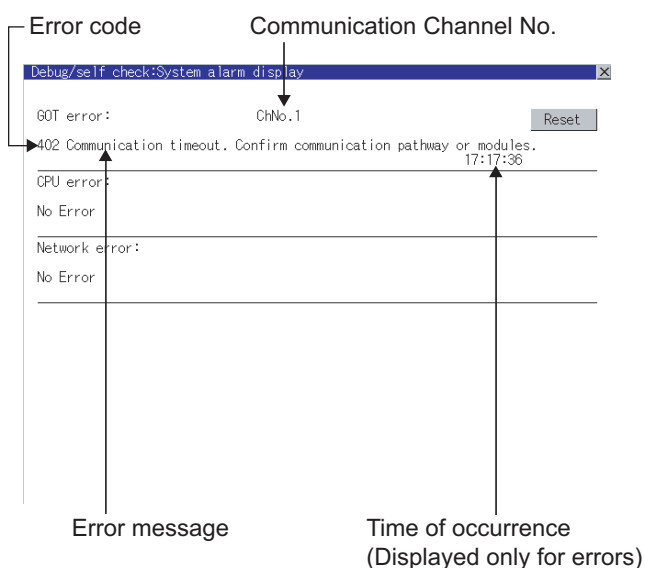 Error code
Communication Channel No.
Debug/self check:System alarm display
GOT error: ChNo.1 Reset
402 Communication timeout. Confirm communication pathway or modules.
17:17:36
CPU error:
No Error
Network error:
No Error
Error message
Time of occurrence
(Displayed only for errors)